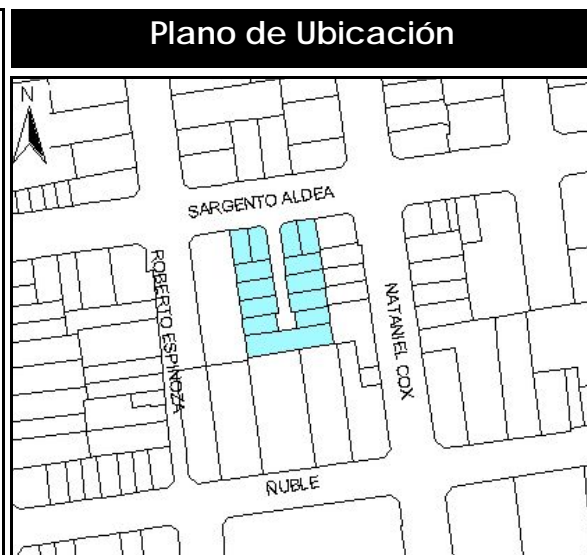 Plano de Ubicación
N
SARGENTO ALDEA
ROBERTO ESPINOZA
NATANIEL COX
ÑUBLE